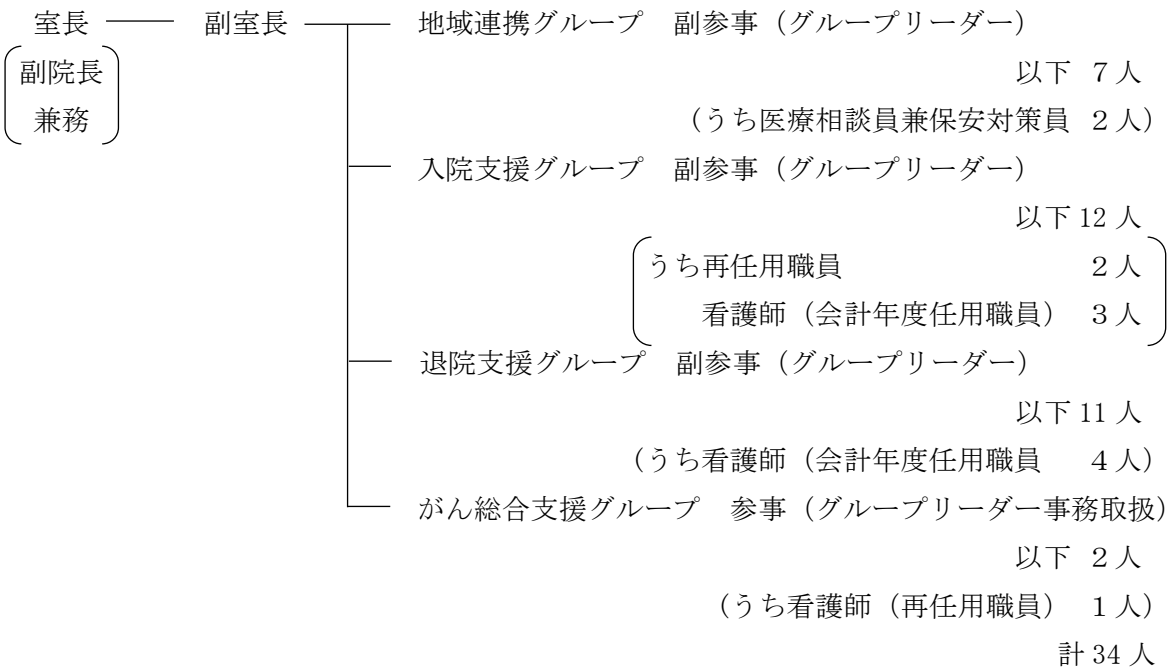 室長 副室長 地域連携グループ 副参事（グループリーダー）
副院長
兼務
以下 7人
（うち医療相談員兼保安対策員 2人）
入院支援グループ 副参事（グループリーダー）
以下12人
うち再任用職員 2人
看護師（会計年度任用職員） 3人
退院支援グループ 副参事（グループリーダー）
以下11人
（うち看護師（会計年度任用職員 4人）
がん総合支援グループ 参事（グループリーダー事務取扱）
以下 2人
（うち看護師（再任用職員） 1人）
計34人